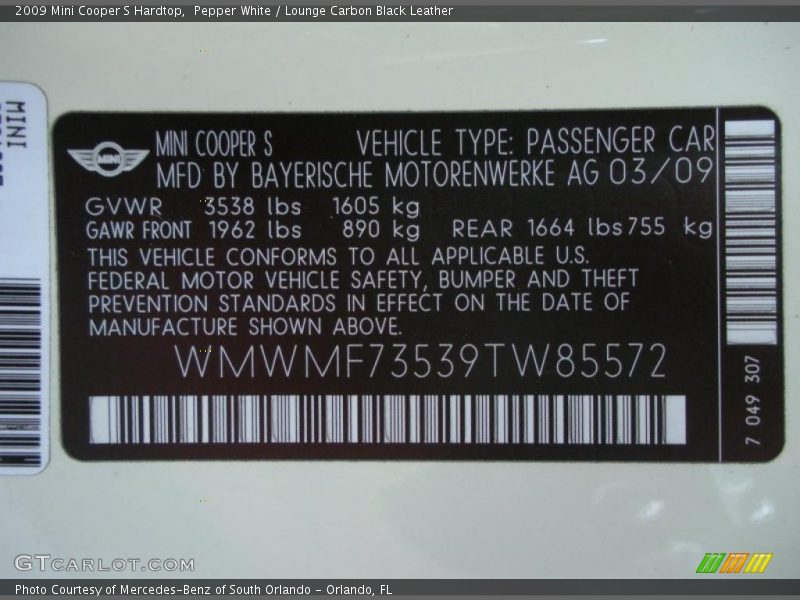 2009 Mini Cooper S Hardtop,  Pepper White / Lounge Carbon Black Leather
MINI
MINI
MINI COOPER S VEHICLE TYPE: PASSENGER CAR
MFD BY BAYERISCHE MOTORENWERKE AG 03/09
GVWR 3538 lbs 1605 kg
GAWR FRONT 1962 lbs 890 kg REAR 1664 lbs 755 kg
THIS VEHICLE CONFORMS TO ALL APPLICABLE U.S.
FEDERAL MOTOR VEHICLE SAFETY, BUMPER AND THEFT
PREVENTION STANDARDS IN EFFECT ON THE DATE OF
MANUFACTURE SHOWN ABOVE.
WMWMF73539TW85572
7 049 307
GTCARLOT.COM
Photo Courtesy of Mercedes-Benz of South Orlando - Orlando, FL